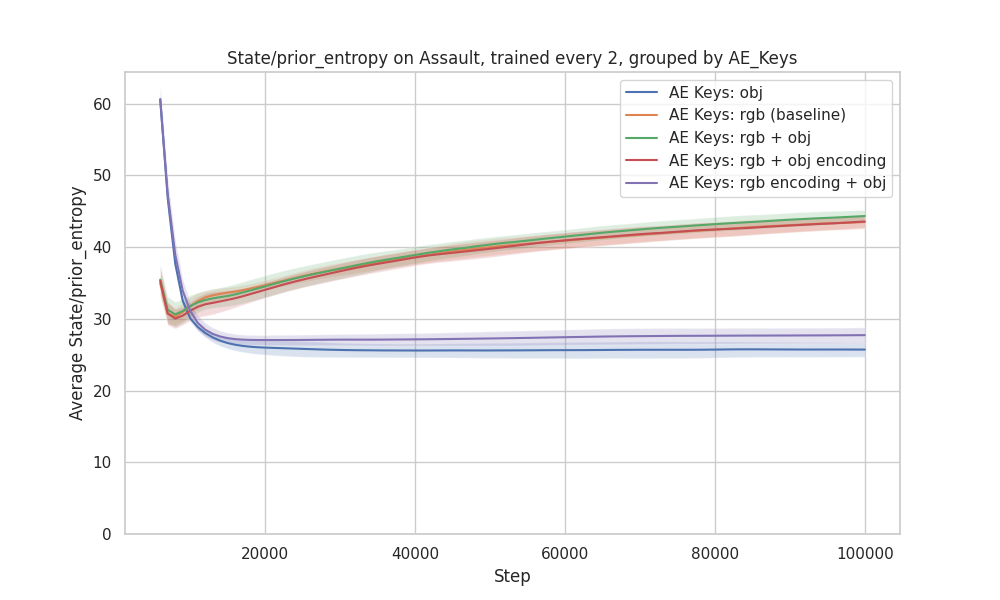 State/prior_entropy on Assault, trained every 2, grouped by AE_Keys
AE Keys: obj
AE Keys: rgb (baseline)
AE Keys: rgb + obj
AE Keys: rgb + obj encoding
AE Keys: rgb encoding + obj
Average State/prior_entropy
60
50
40
30
20
10
0
20000
40000
60000
80000
100000
Step